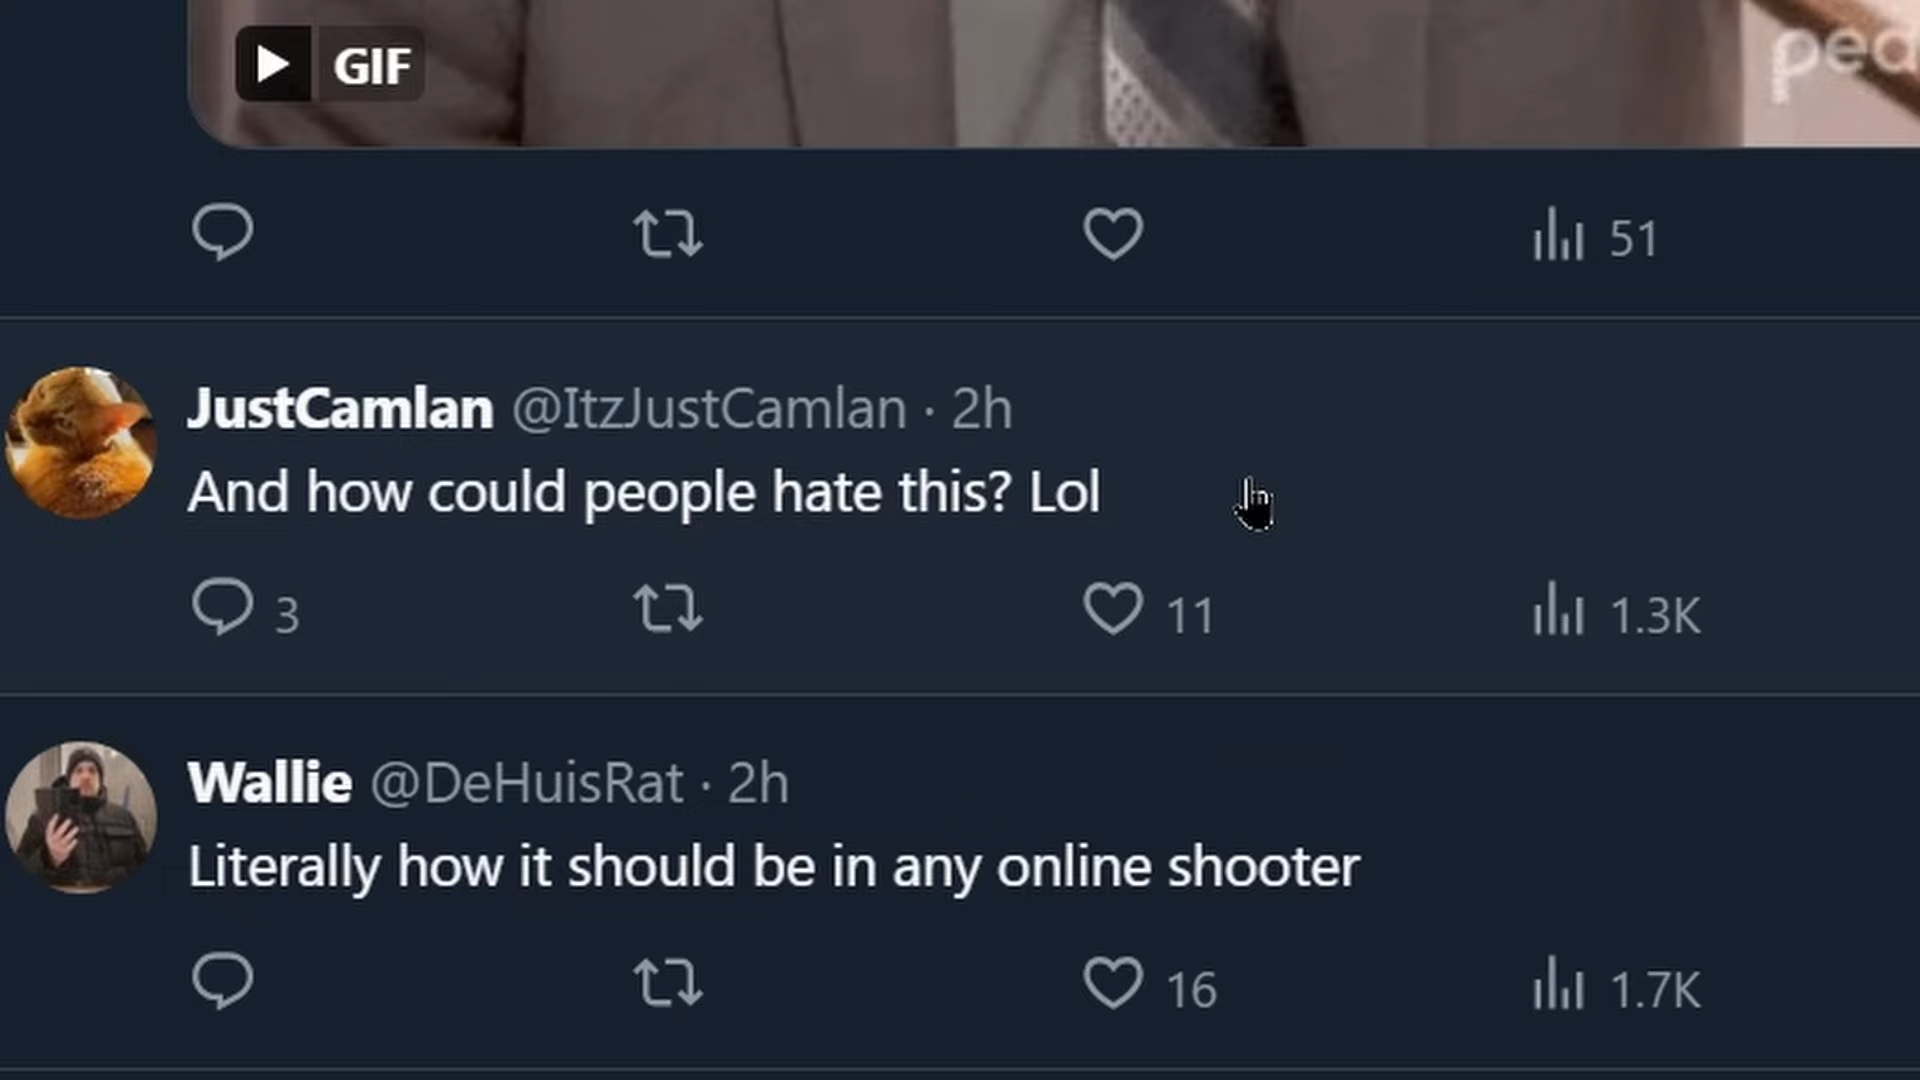 GIF
51
JustCamlan @ItzJustCamlan · 2h
And how could people hate this? Lol
3 11 1.3K
Wallie @DeHuisRat · 2h
Literally how it should be in any online shooter
16 1.7K